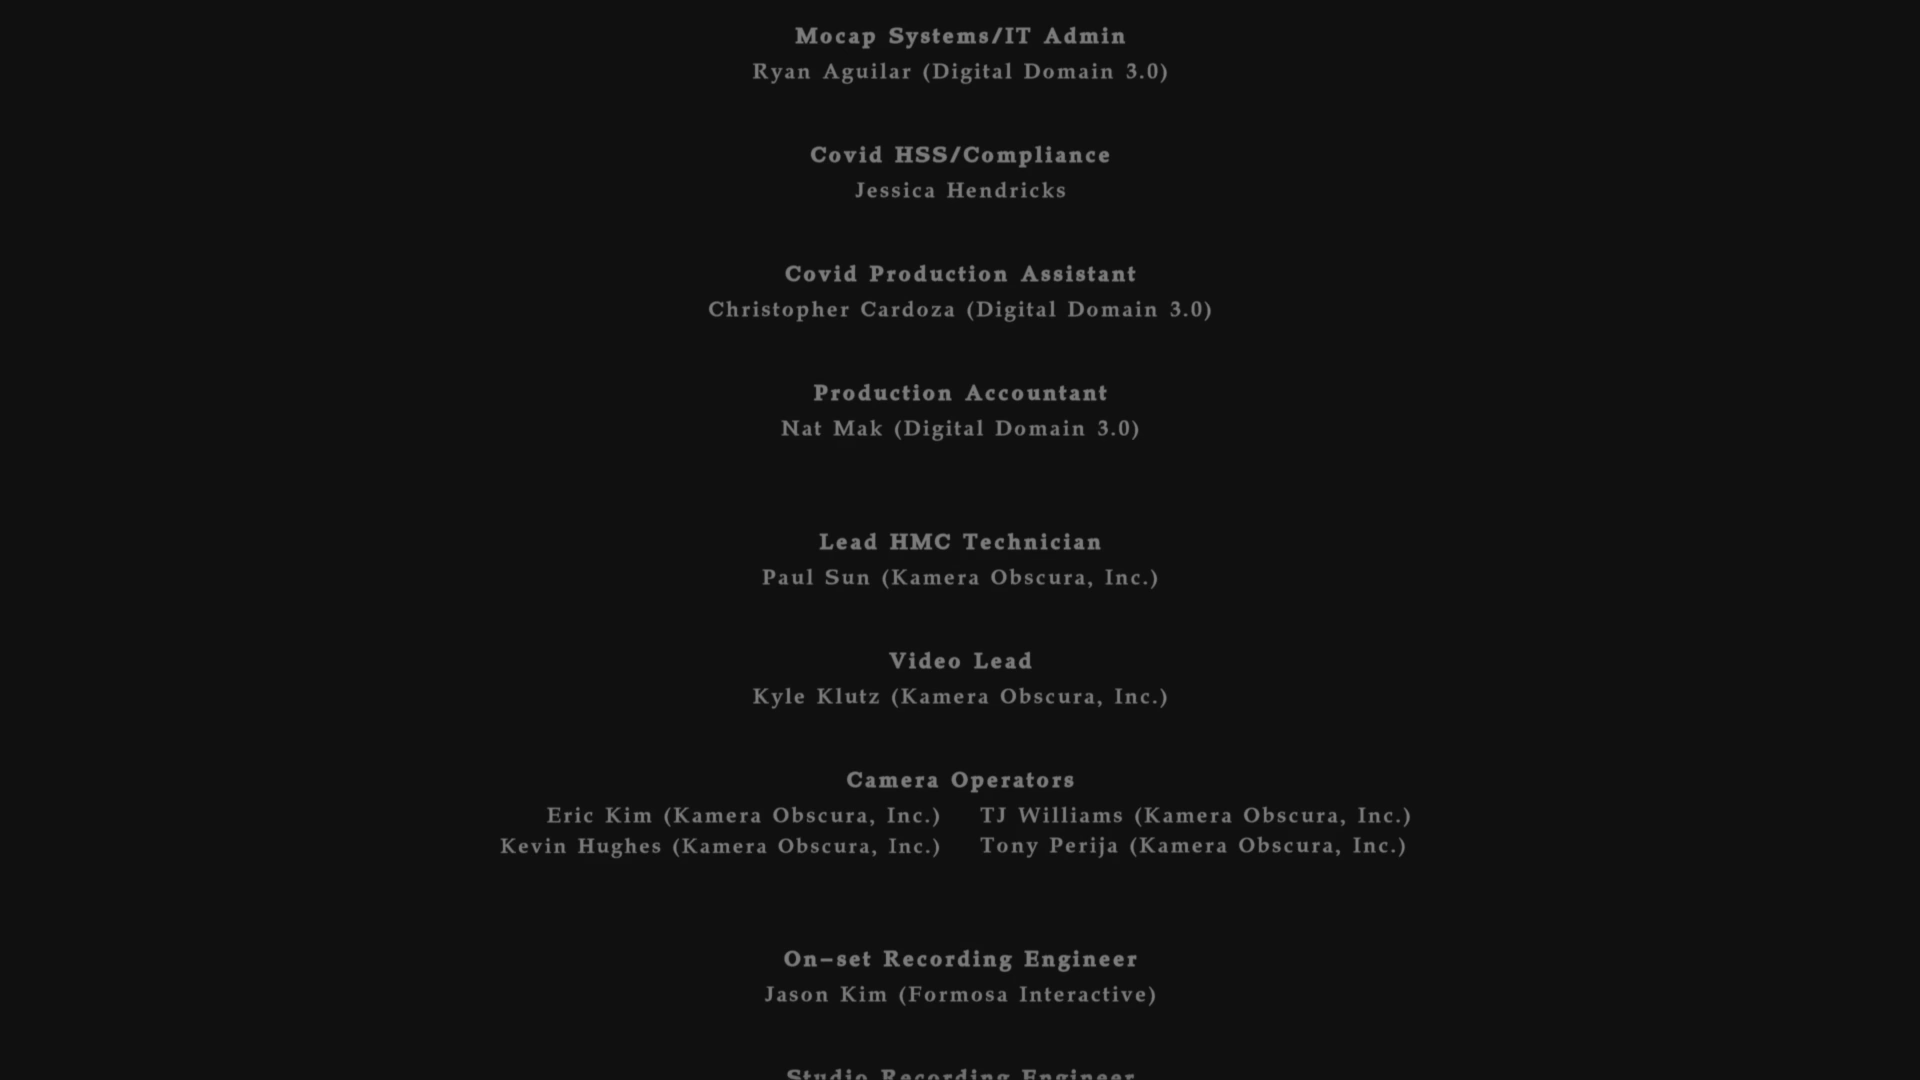 Mocap Systems/IT Admin
Ryan Aguilar (Digital Domain 3.0)
Covid HSS/Compliance
Jessica Hendricks
Covid Production Assistant
Christopher Cardoza (Digital Domain 3.0)
Production Accountant
Nat Mak (Digital Domain 3.0)
Lead HMC Technician
Paul Sun (Kamera Obscura, Inc.)
Video Lead
Kyle Klutz (Kamera Obscura, Inc.)
Camera Operators
Eric Kim (Kamera Obscura, Inc.) TJ Williams (Kamera Obscura, Inc.)
Kevin Hughes (Kamera Obscura, Inc.) Tony Perija (Kamera Obscura, Inc.)
On-set Recording Engineer
Jason Kim (Formosa Interactive)
Studio Recording Engineer